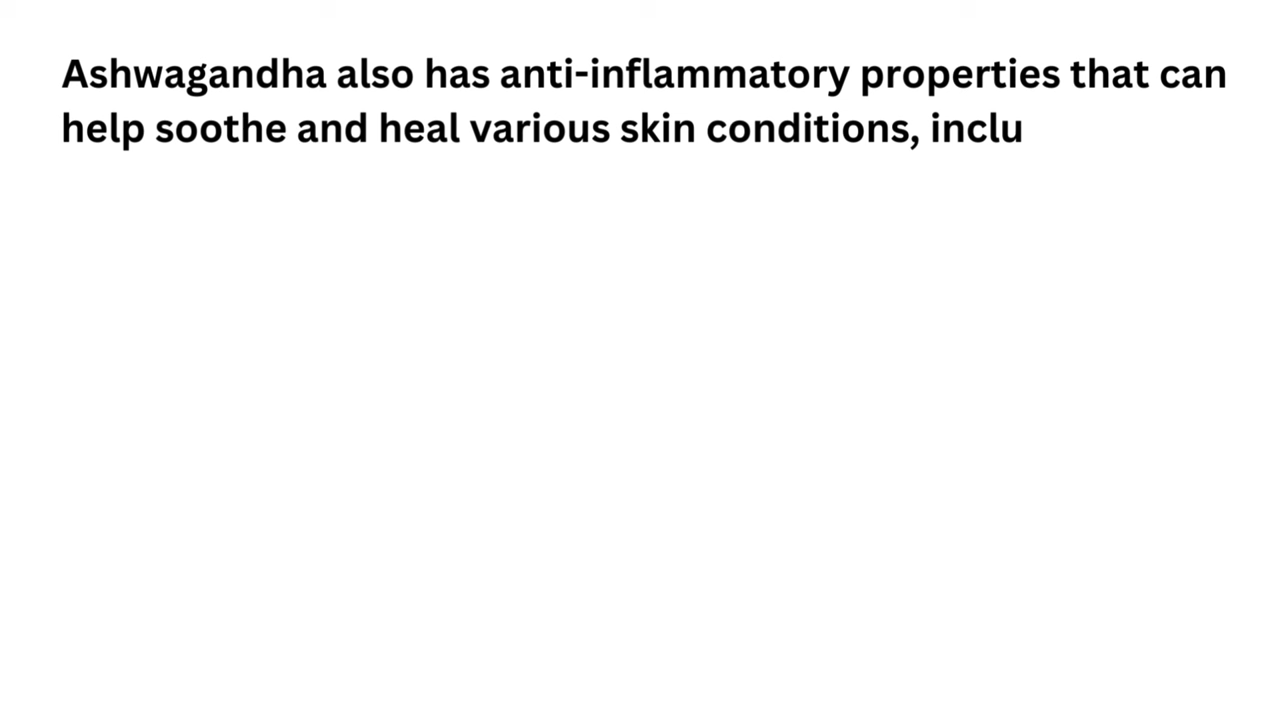 Ashwagandha also has anti-inflammatory properties that can
help soothe and heal various skin conditions, inclu